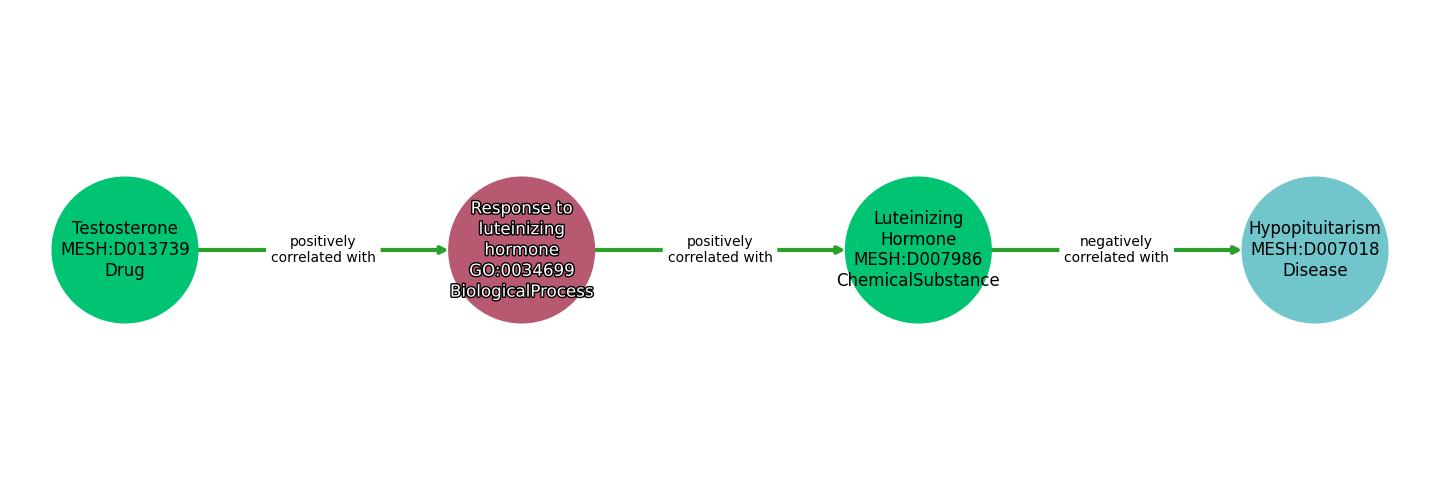 Testosterone
MESH:D013739
Drug
positively
correlated with
Response to
luteinizing
hormone
GO:0034699
BiologicalProcess
positively
correlated with
Luteinizing
Hormone
MESH:D007986
ChemicalSubstance
negatively
correlated with
Hypopituitarism
MESH:D007018
Disease